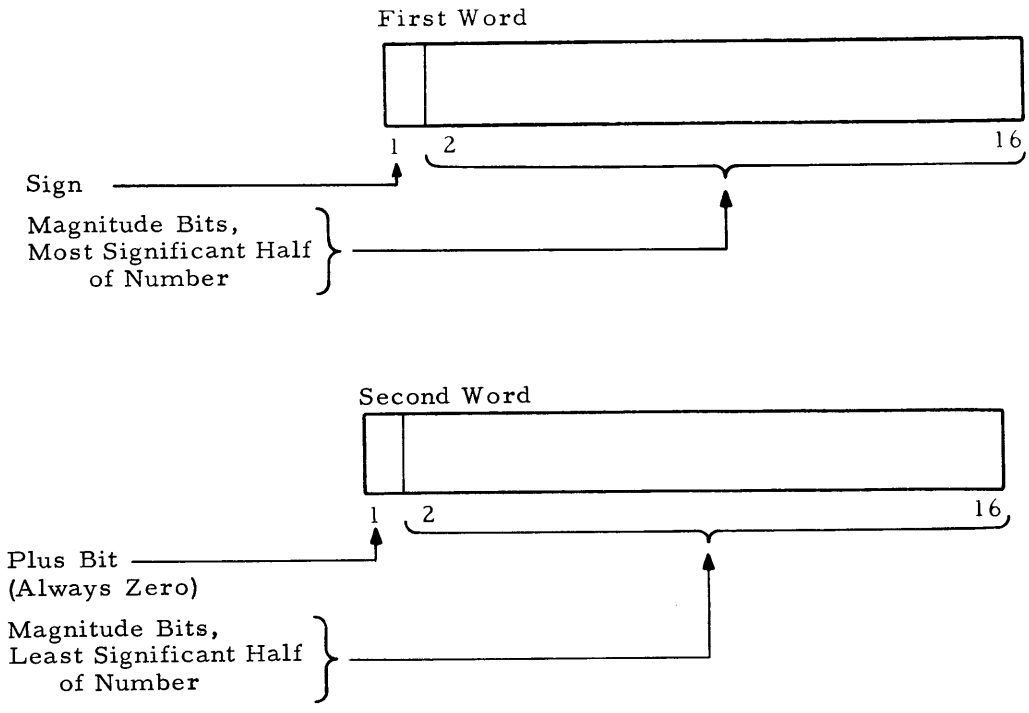 First Word
1 2 16
Sign
Magnitude Bits,
Most Significant Half
of Number
Second Word
1 2 16
Plus Bit
(Always Zero)
Magnitude Bits,
Least Significant Half
of Number